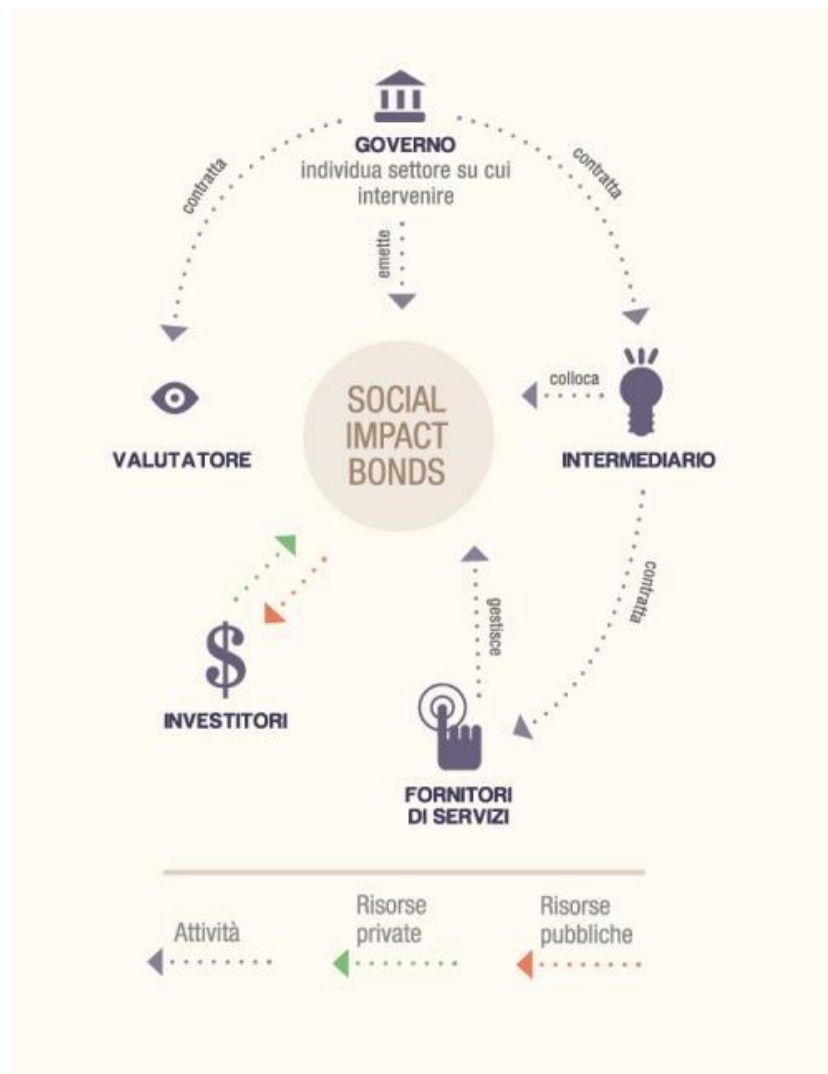 GOVERNO
individua settore su cui
intervenire
contratta
contratta
emette
SOCIAL
IMPACT
BONDS
colloca
VALUTATORE
INTERMEDIARIO
contratta
gestisce
$
INVESTITORI
FORNITORI
DI SERVIZI
Attività
Risorse
private
Risorse
pubbliche